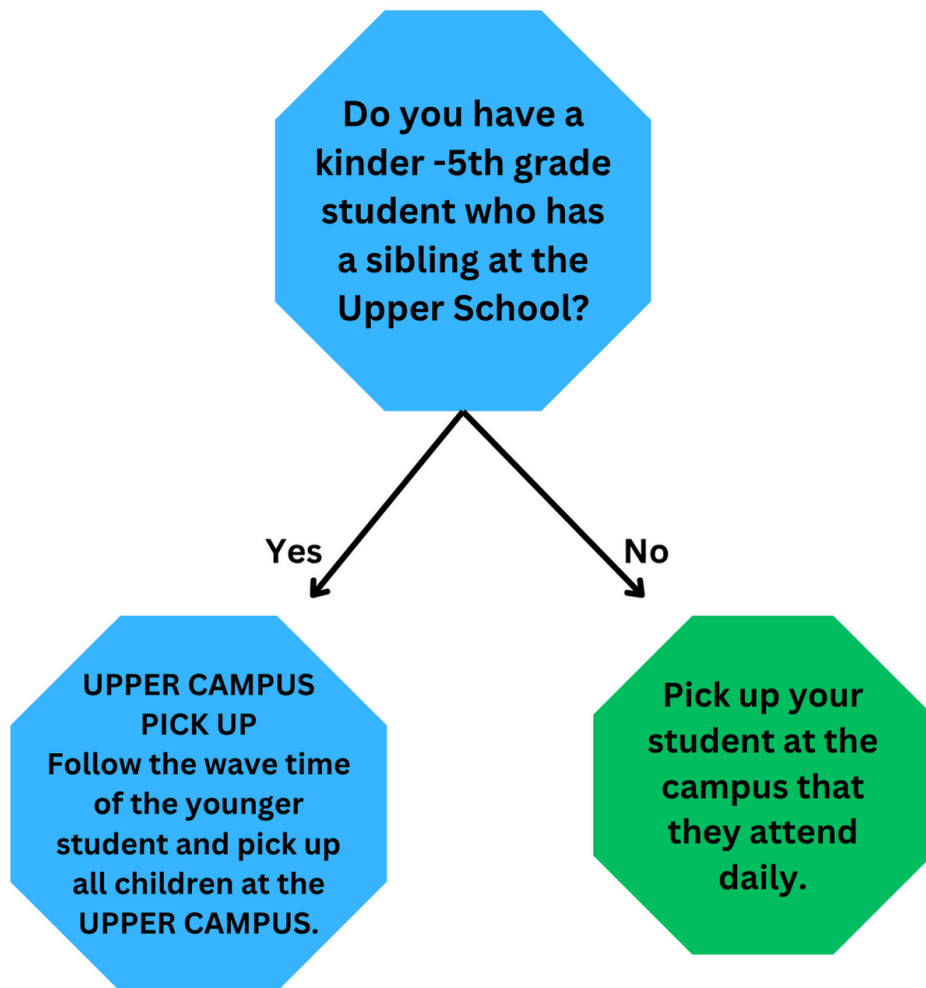 Do you have a
kinder -5th grade
student who has
a sibling at the
Upper School?
Yes
No
UPPER CAMPUS
PICK UP
Follow the wave time
of the younger
student and pick up
all children at the
UPPER CAMPUS.
Pick up your
student at the
campus that
they attend
daily.